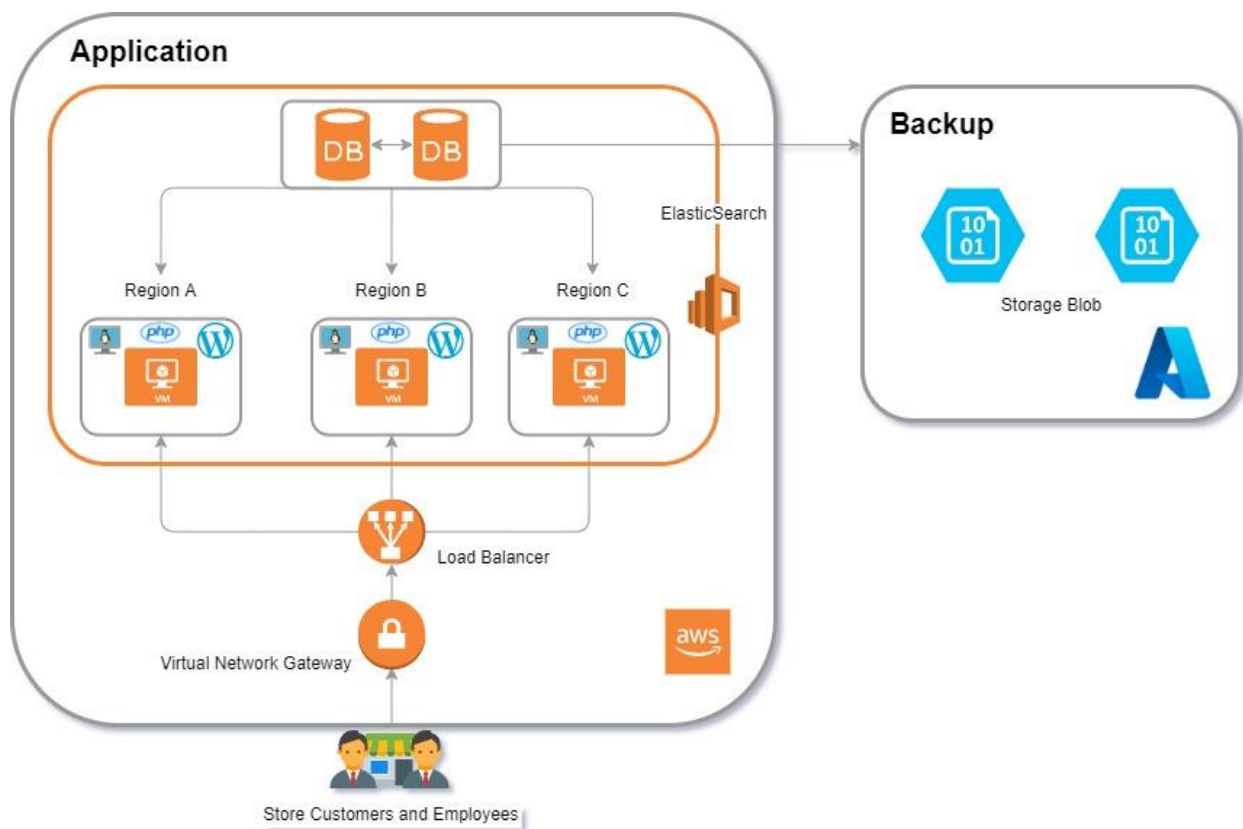 Application
DB
DB
Backup
ElasticSearch
10
01
10
01
Storage Blob
Region A
Region B
Region C
php
W
VM
php
W
VM
php
W
VM
Load Balancer
Virtual Network Gateway
aws
Store Customers and Employees